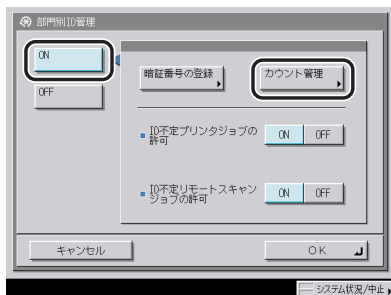 部門別ID管理
ON
OFF
暗証番号の登録
カウント管理
ID不定プリンタジョブの
許可
ON OFF
ID不定リモートスキャン
ジョブの許可
ON OFF
キャンセル
OK
システム状況/中止